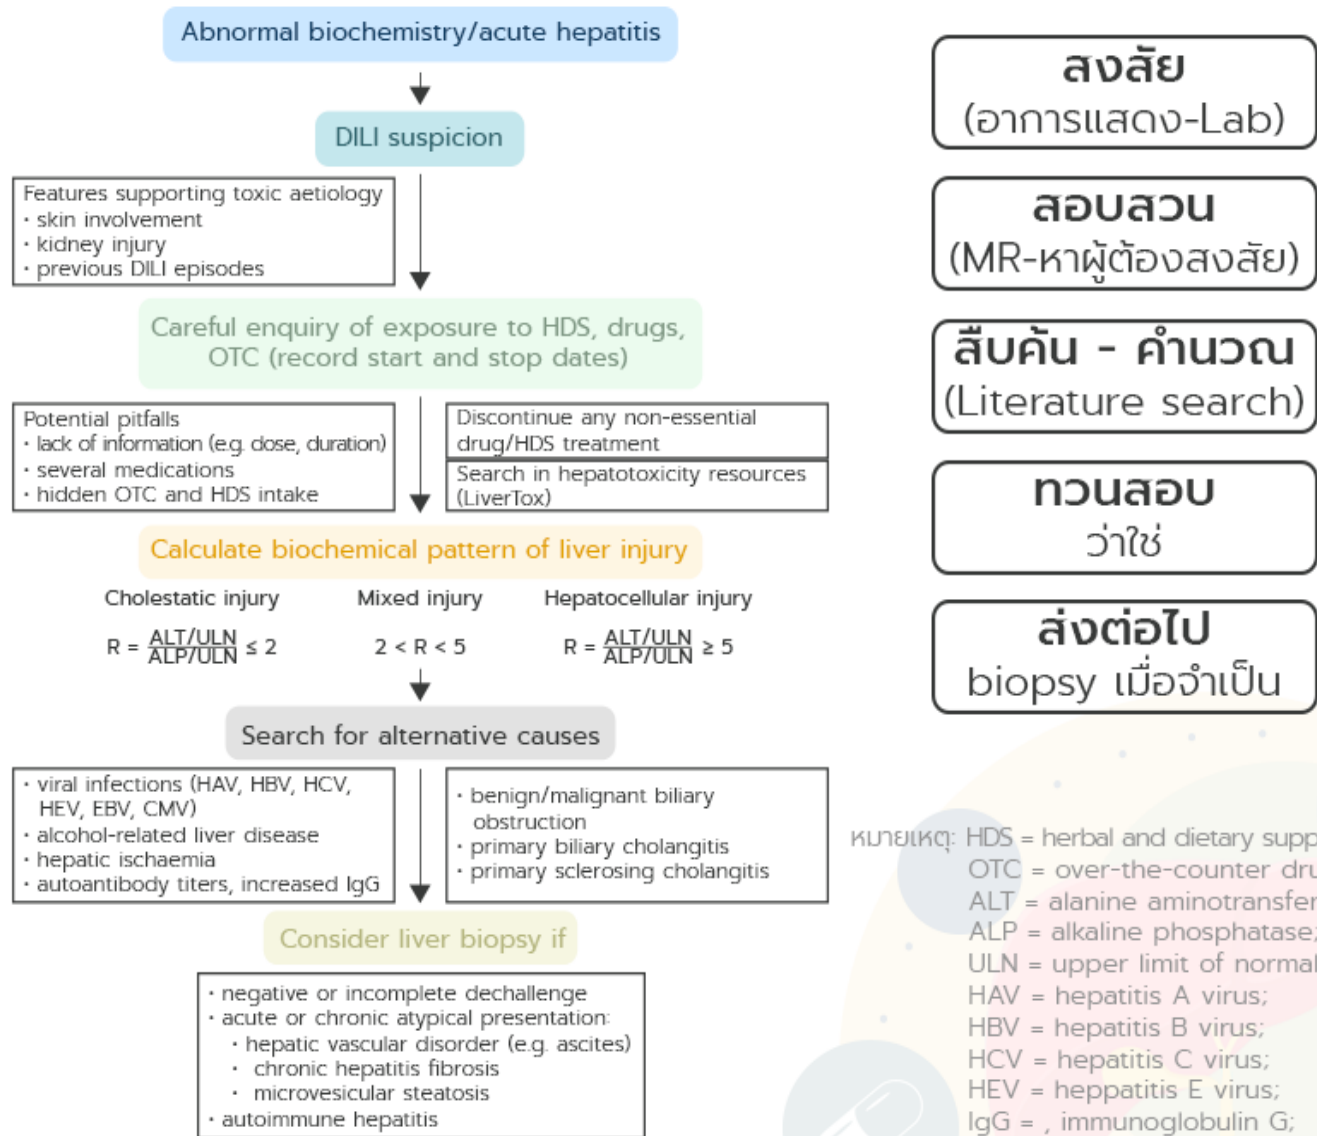 Abnormal biochemistry/acute hepatitis
DILI suspicion
Features supporting toxic aetiology
· skin involvement
· kidney injury
· previous DILI episodes
Careful enquiry of exposure to HDS, drugs,
OTC (record start and stop dates)
Potential pitfalls
· lack of information (e.g. dose, duration)
· several medications
· hidden OTC and HDS intake
Discontinue any non-essential
drug/HDS treatment
Search in hepatotoxicity resources
(LiverTox)
Calculate biochemical pattern of liver injury
Cholestatic injury
R = ALT/ULN / ALP/ULN ≤ 2
Mixed injury
2 < R < 5
Hepatocellular injury
R = ALT/ULN / ALP/ULN ≥ 5
Search for alternative causes
· viral infections (HAV, HBV, HCV,
HEV, EBV, CMV)
· alcohol-related liver disease
· hepatic ischaemia
· autoantibody titers, increased IgG
· benign/malignant biliary
obstruction
· primary biliary cholangitis
· primary sclerosing cholangitis
Consider liver biopsy if
· negative or incomplete dechallenge
· acute or chronic atypical presentation:
· hepatic vascular disorder (e.g. ascites)
· chronic hepatitis fibrosis
· microvesicular steatosis
· autoimmune hepatitis
สงสัย
(อาการแสดง-Lab)
สอบสวน
(MR-หาผู้ต้องสงสัย)
สืบค้น - คำนวณ
(Literature search)
ทวนสอบ
ว่าใช่
ส่งต่อไป
biopsy เมื่อจำเป็น
หมายเหตุ: HDS = herbal and dietary supp
OTC = over-the-counter dru
ALT = alanine aminotransfer
ALP = alkaline phosphatase;
ULN = upper limit of normal
HAV = hepatitis A virus;
HBV = hepatitis B virus;
HCV = hepatitis C virus;
HEV = heppatitis E virus;
IgG = , immunoglobulin G;